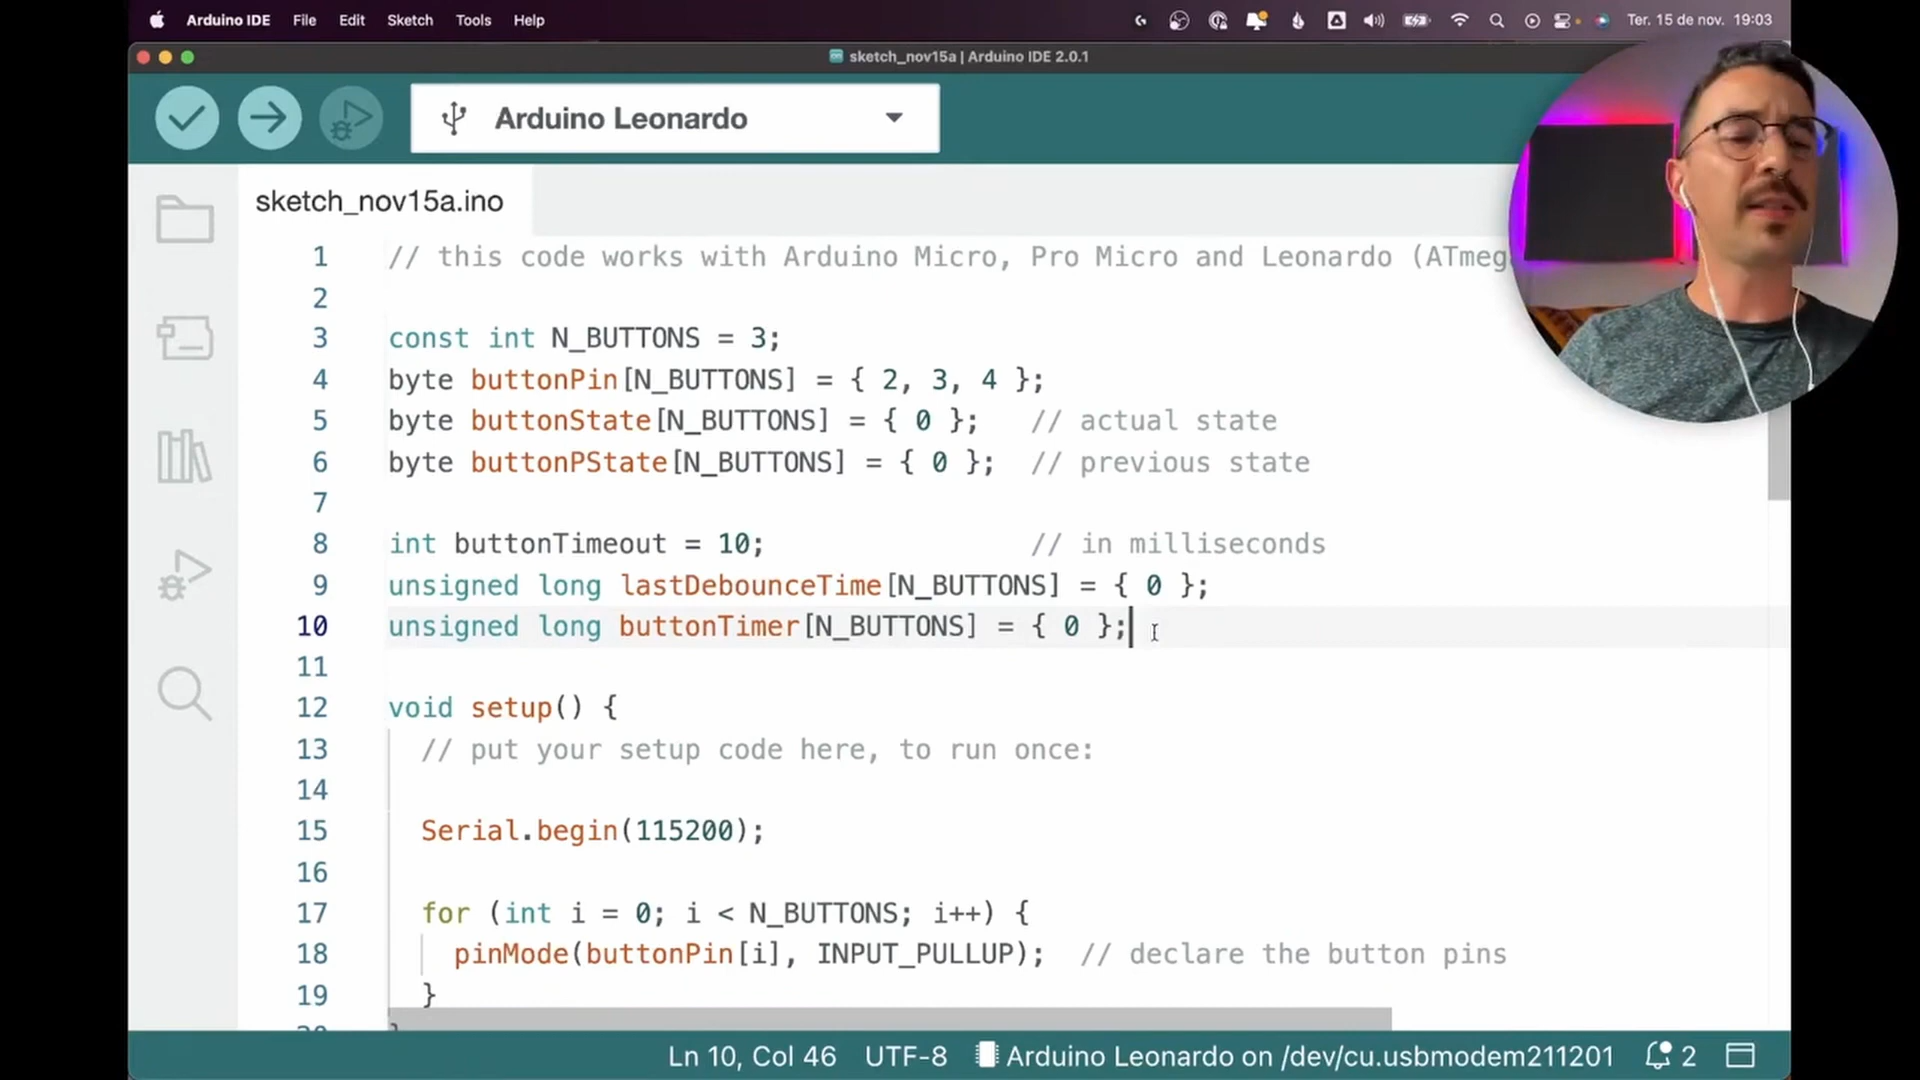 Arduino IDE File Edit Sketch Tools Help Ter. 15 de nov. 19:03
sketch_nov15a | Arduino IDE 2.0.1
Arduino Leonardo
sketch_nov15a.ino
1 // this code works with Arduino Micro, Pro Micro and Leonardo (ATmeg
2
3 const int N_BUTTONS = 3;
4 byte buttonPin[N_BUTTONS] = { 2, 3, 4 };
5 byte buttonState[N_BUTTONS] = { 0 }; // actual state
6 byte buttonPState[N_BUTTONS] = { 0 }; // previous state
7
8 int buttonTimeout = 10; // in milliseconds
9 unsigned long lastDebounceTime[N_BUTTONS] = { 0 };
10 unsigned long buttonTimer[N_BUTTONS] = { 0 };
11
12 void setup() {
13 // put your setup code here, to run once:
14
15 Serial.begin(115200);
16
17 for (int i = 0; i < N_BUTTONS; i++) {
18 pinMode(buttonPin[i], INPUT_PULLUP); // declare the button pins
19 }
Ln 10, Col 46 UTF-8 Arduino Leonardo on /dev/cu.usbmodem211201 2